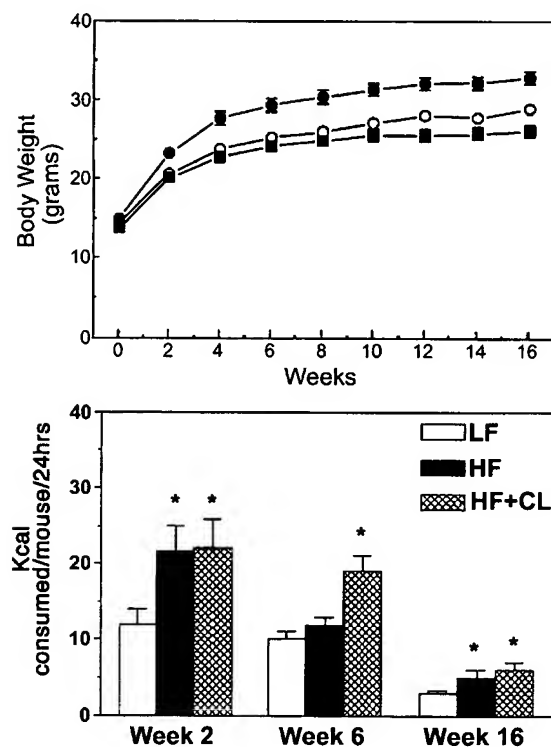 40
30
20
10
0
Body Weight
(grams)
0 2 4 6 8 10 12 14 16
Weeks
40
30
20
10
0
Kcal
consumed/mouse/24hrs
LF
HF
HF+CL
* *
*
* *
Week 2 Week 6 Week 16